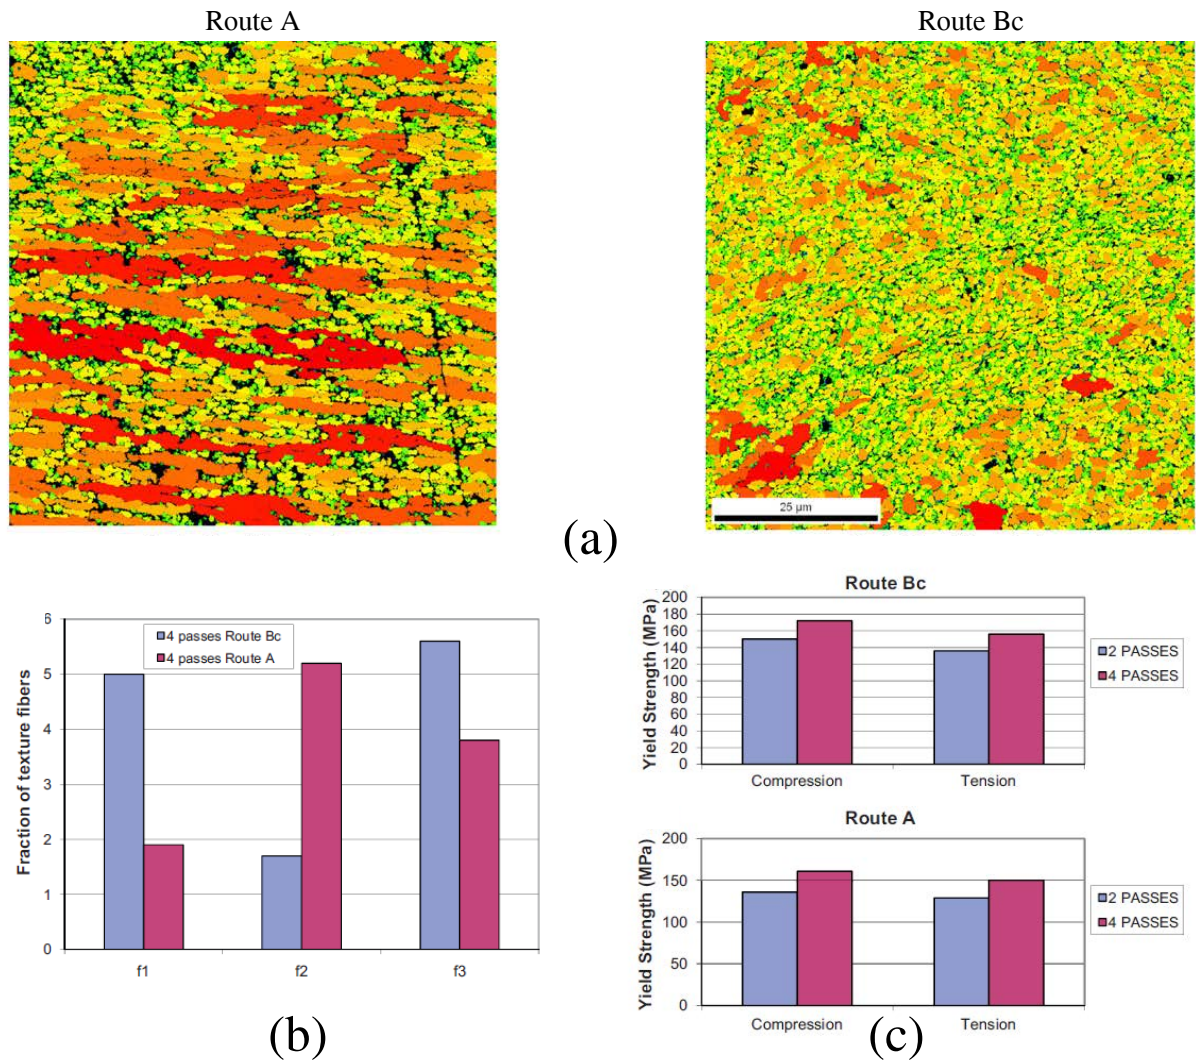 Route A
Route Bc
25 µm
(a)
6
5
4
3
2
1
0
Fraction of texture fibers
4 passes Route Bc
4 passes Route A
f1
f2
f3
(b)
Route Bc
Yield Strength (MPa)
200
180
160
140
120
100
80
60
40
20
0
Compression
Tension
2 PASSES
4 PASSES
Route A
Yield Strength (MPa)
200
150
100
50
0
Compression
Tension
2 PASSES
4 PASSES
(c)